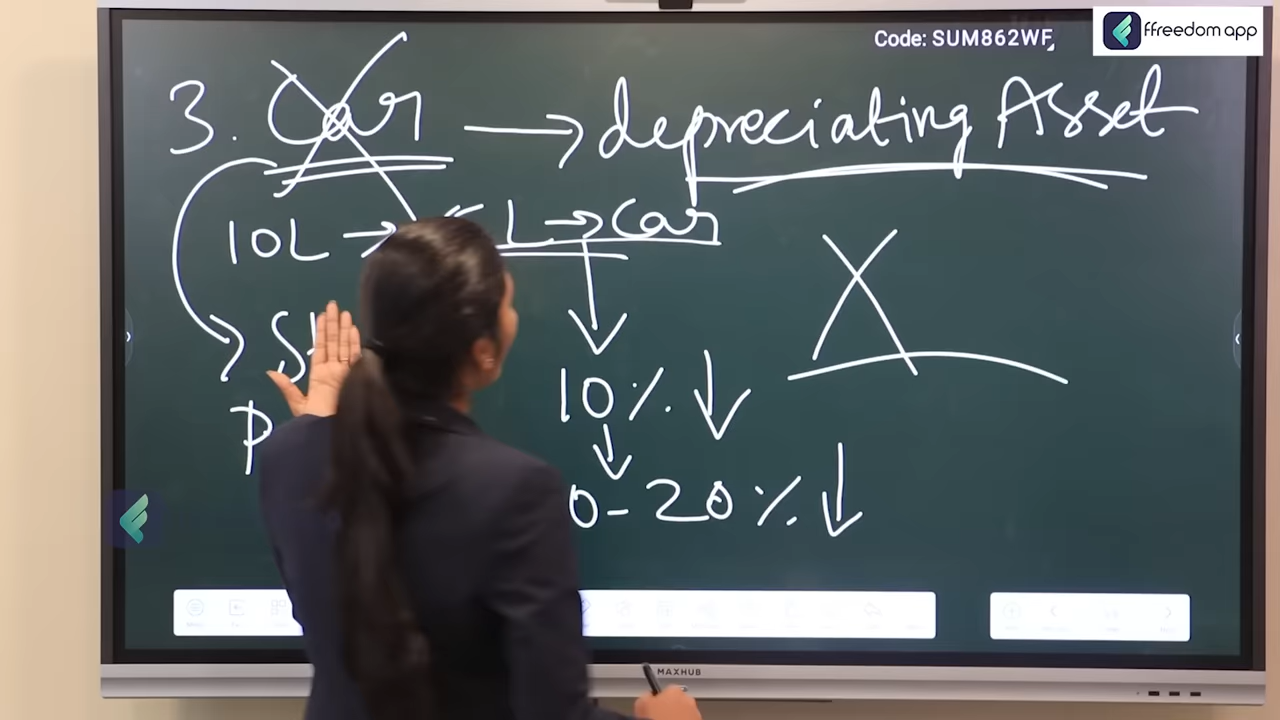 Code: SUM862WF
ffreedom app
3. Car → depreciating Asset
10L → L → Car
10% ↓
0-20% ↓
MAXHUB